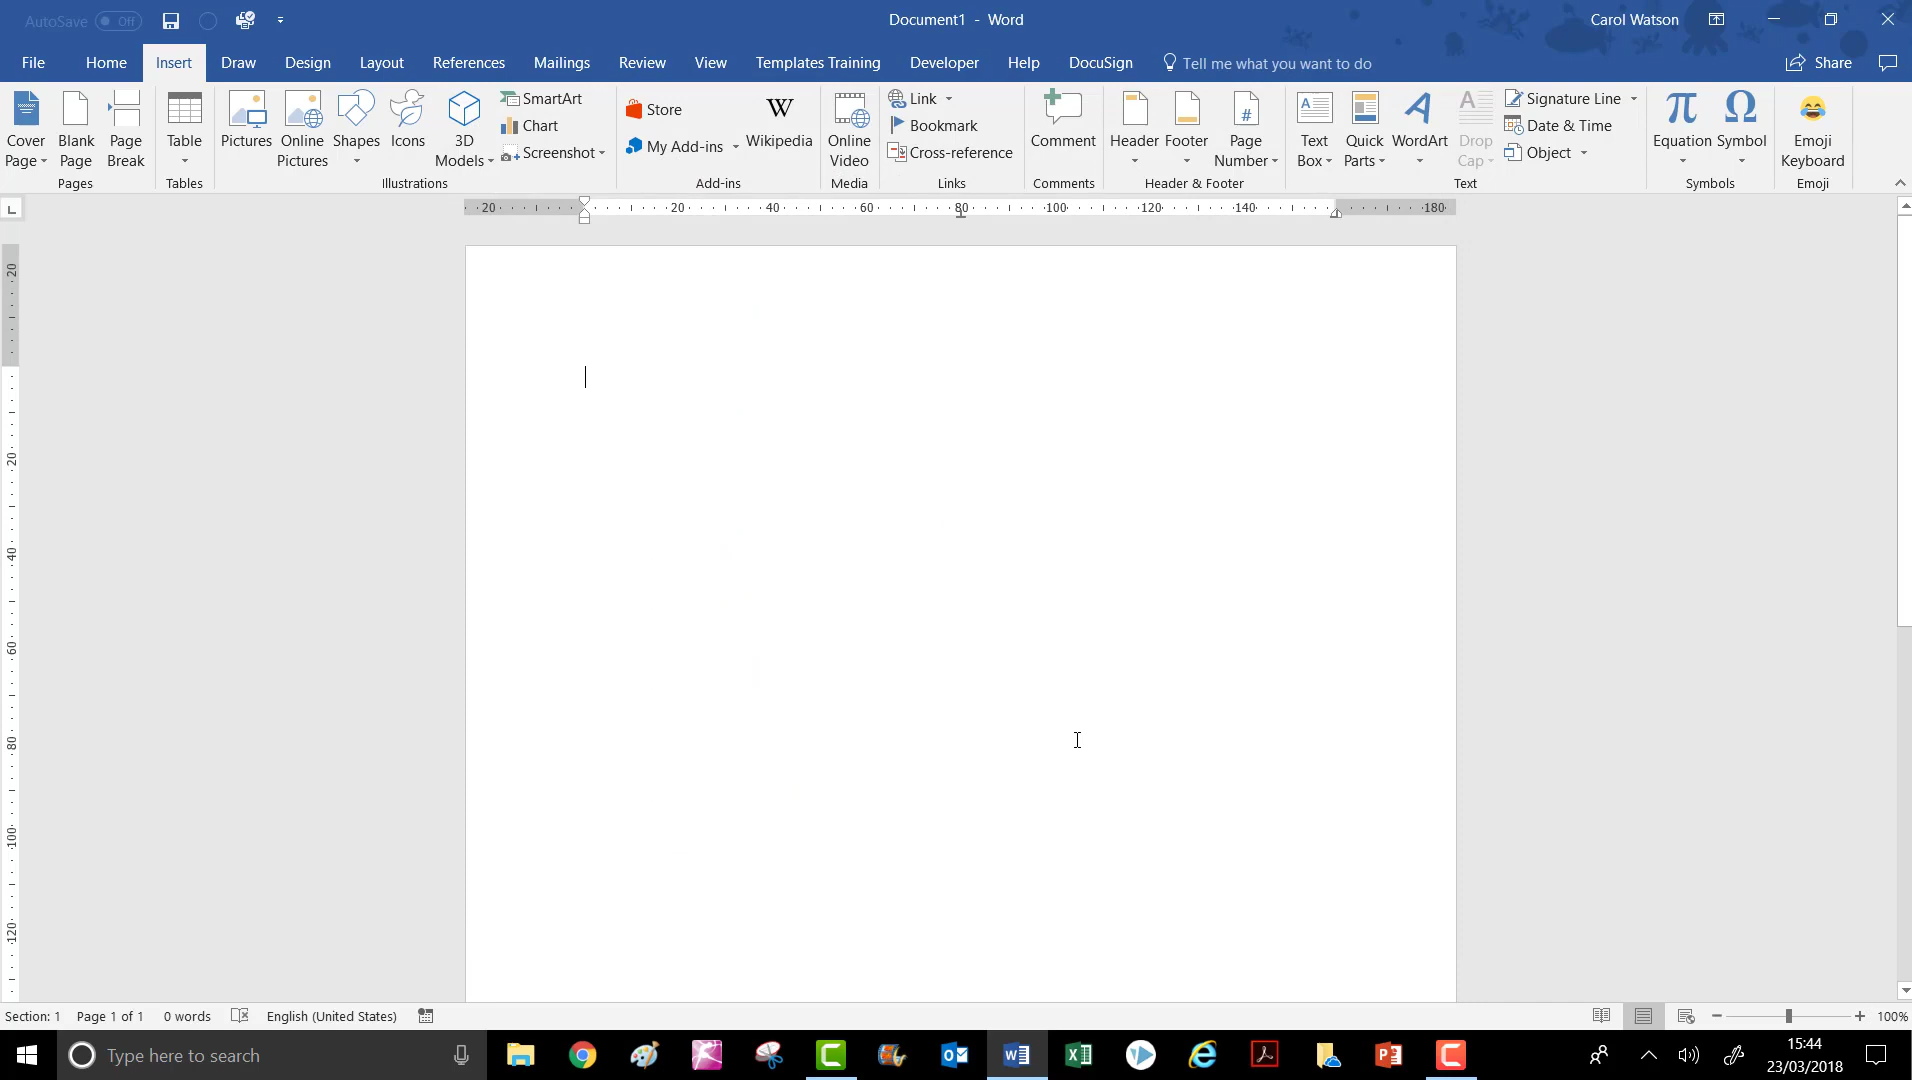 AutoSave Off
Document1 - Word
Carol Watson
File Home Insert Draw Design Layout References Mailings Review View Templates Training Developer Help DocuSign Tell me what you want to do Share
Cover Page
Blank Page
Page Break
Pages
Table
Tables
Pictures
Online Pictures
Shapes
Icons
3D Models
SmartArt
Chart
Screenshot
Illustrations
Store
My Add-ins
W
Wikipedia
Add-ins
Online Video
Media
Link
Bookmark
Cross-reference
Links
Comment
Comments
Header
Footer
# Page Number
Header & Footer
A Text Box
Quick Parts
A WordArt
A Drop Cap
Signature Line
Date & Time
Object
Text
π Equation
Ω Symbol
Symbols
Emoji Keyboard
Emoji
20 20 40 60 80 100 120 140 180
20
20
40
60
80
100
120
Section: 1 Page 1 of 1 0 words English (United States) 100%
Type here to search
15:44
23/03/2018